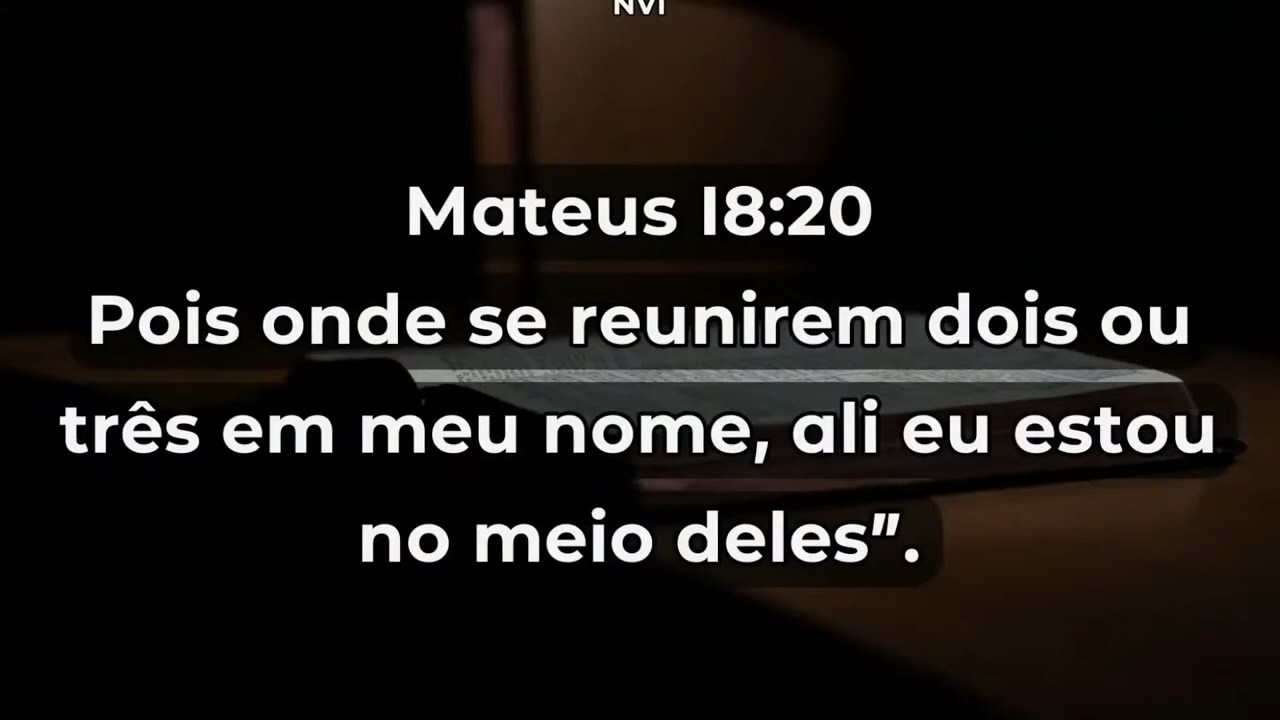 NVI
Mateus 18:20
Pois onde se reunirem dois ou
três em meu nome, ali eu estou
no meio deles”.